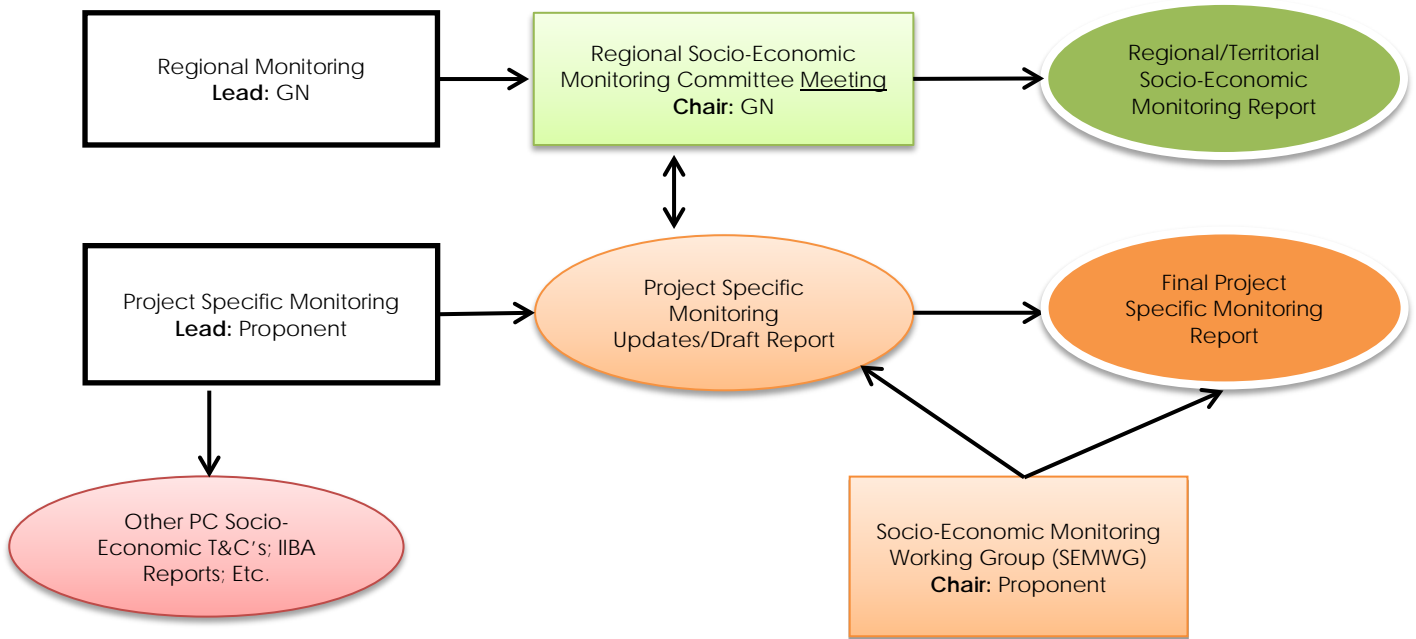 Regional Monitoring
Lead: GN
Regional Socio-Economic
Monitoring Committee Meeting
Chair: GN
Regional/Territorial
Socio-Economic
Monitoring Report
Project Specific Monitoring
Lead: Proponent
Project Specific
Monitoring
Updates/Draft Report
Final Project
Specific Monitoring
Report
Other PC Socio-
Economic T&C's; IIBA
Reports; Etc.
Socio-Economic Monitoring
Working Group (SEMWG)
Chair: Proponent